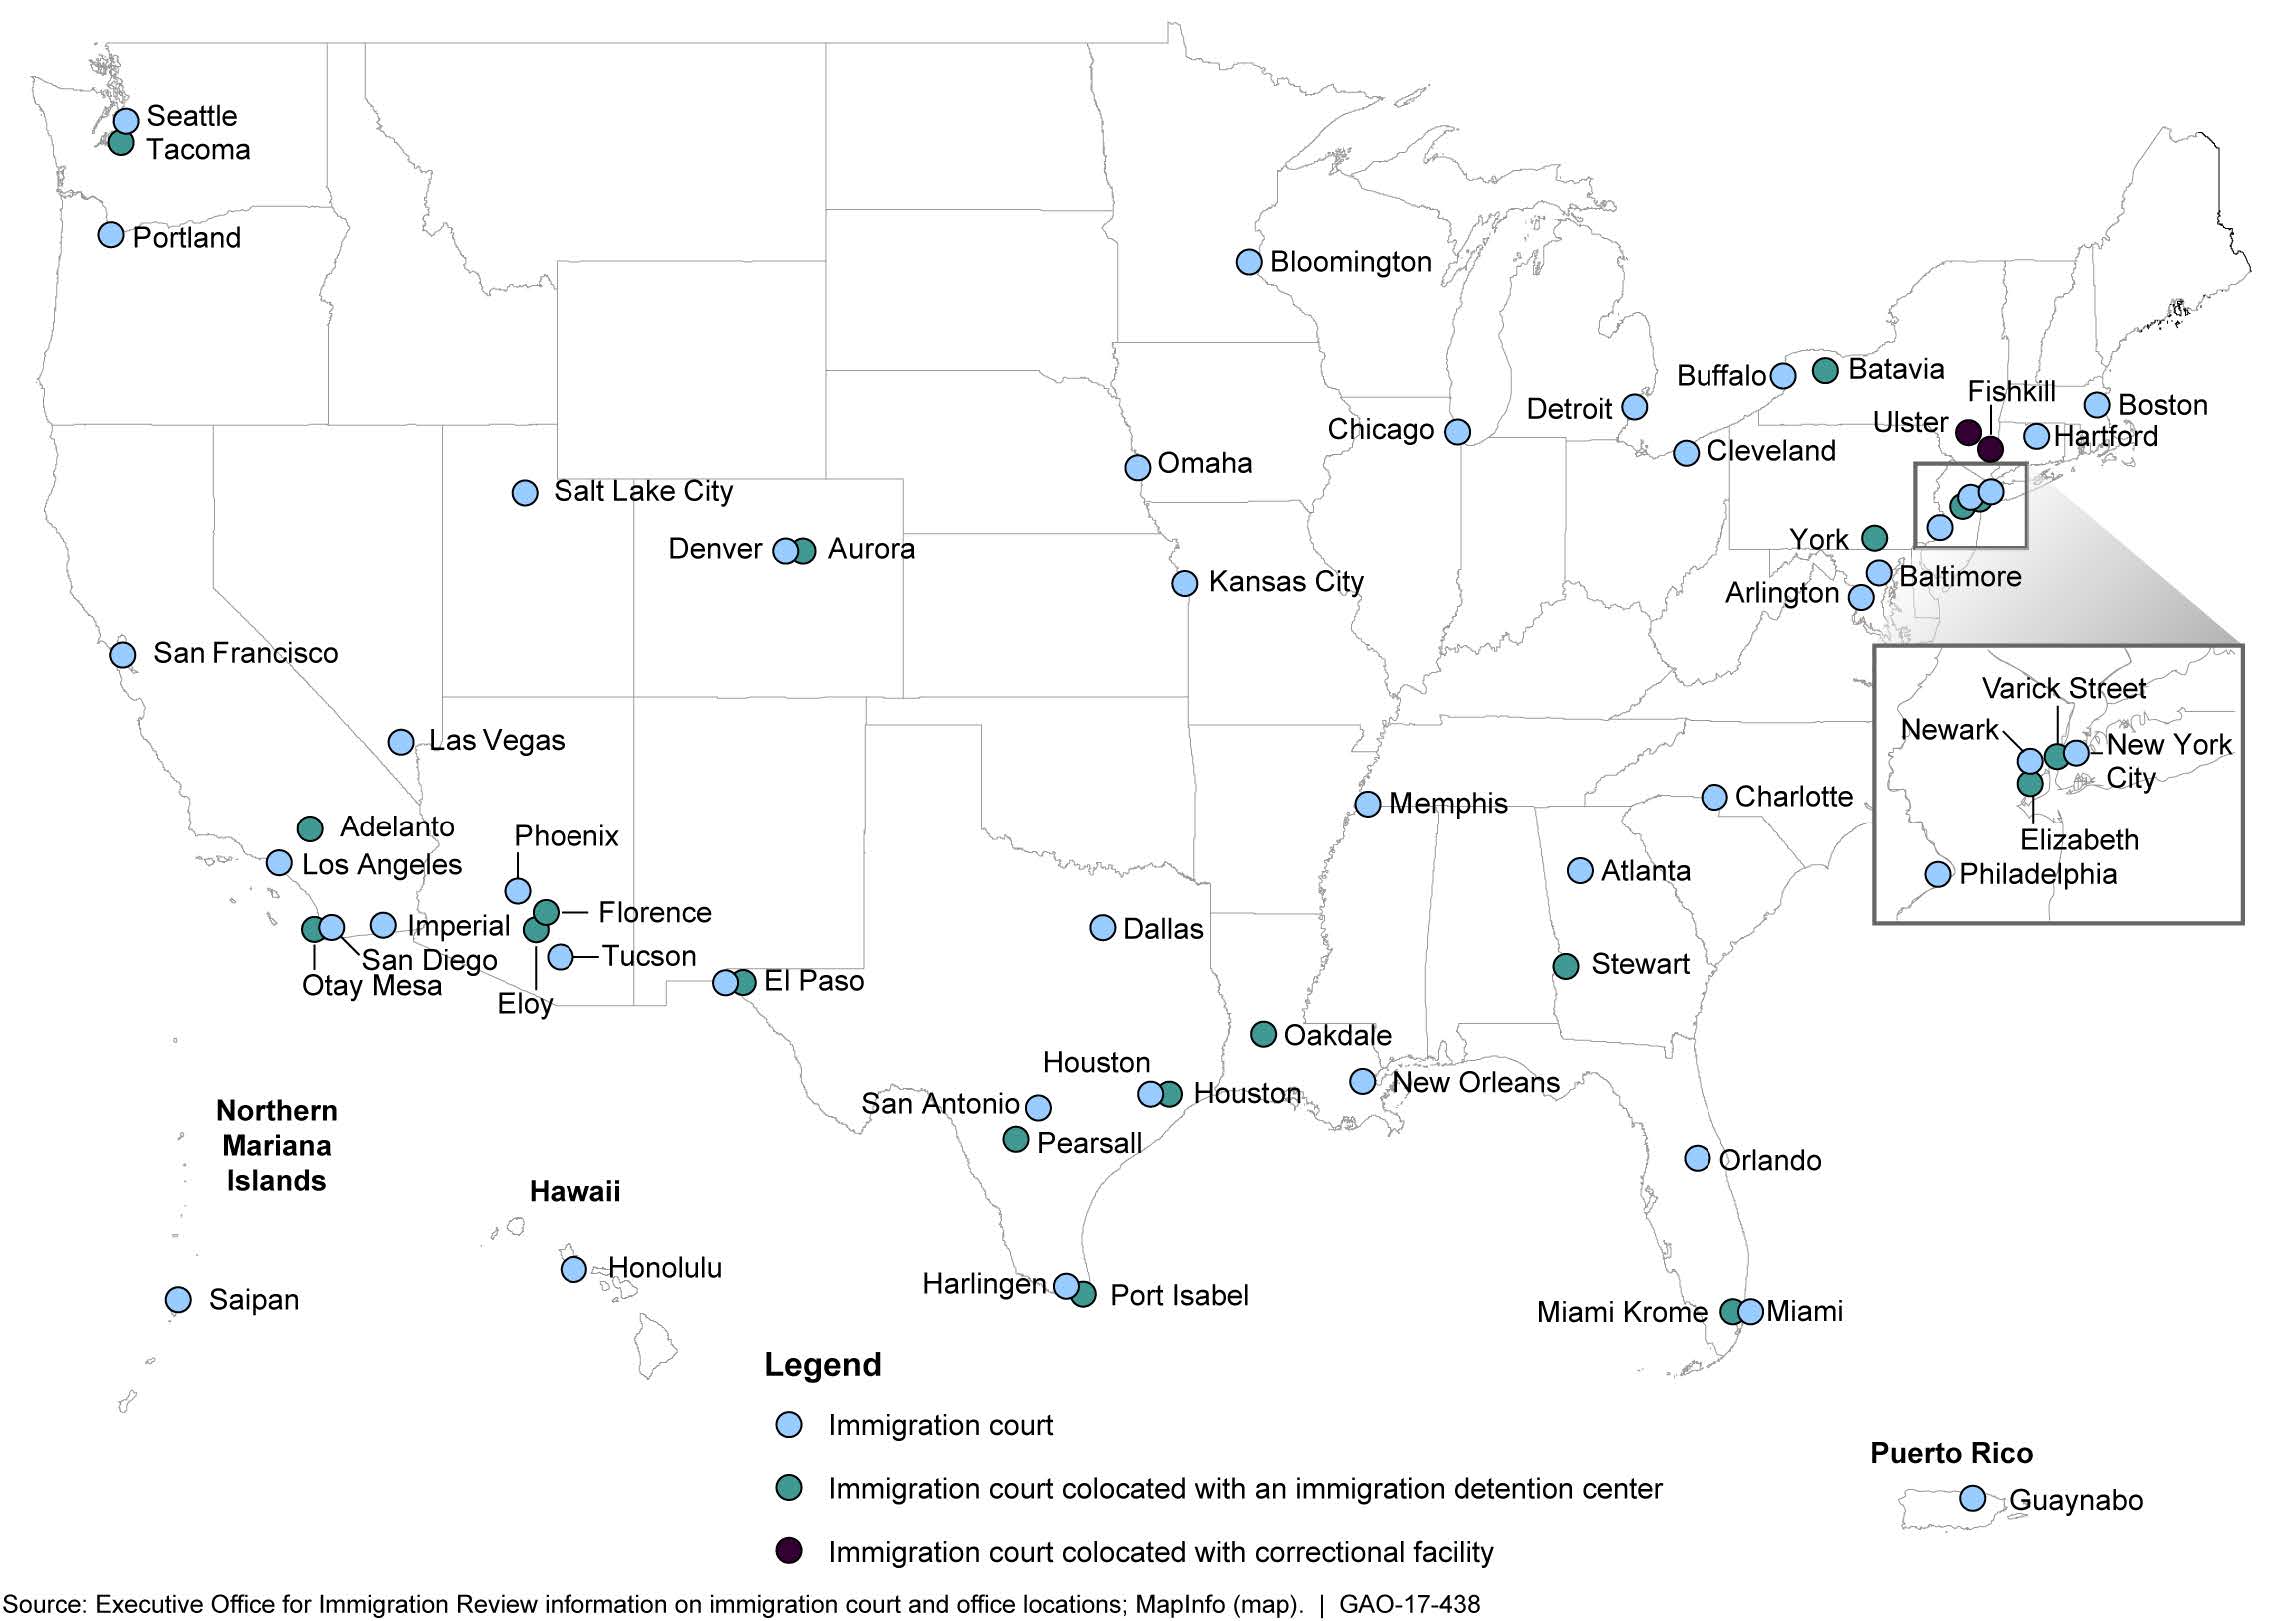 Seattle
Tacoma
Portland
Bloomington
Buffalo
Batavia
Fishkill
Detroit
Boston
Ulster
Chicago
Hartford
Cleveland
Omaha
Salt Lake City
Denver
Aurora
York
Kansas City
Baltimore
Arlington
San Francisco
Varick Street
Newark
New York
City
Las Vegas
Memphis
Charlotte
Adelanto
Phoenix
Elizabeth
Los Angeles
Atlanta
Philadelphia
Florence
Imperial
Dallas
San Diego
Tucson
Stewart
Otay Mesa
El Paso
Eloy
Oakdale
Houston
New Orleans
Houston
San Antonio
Northern
Mariana
Islands
Pearsall
Orlando
Hawaii
Honolulu
Harlingen
Port Isabel
Saipan
Miami Krome
Miami
Legend
Immigration court
Immigration court colocated with an immigration detention center
Immigration court colocated with correctional facility
Puerto Rico
Guaynabo
Source: Executive Office for Immigration Review information on immigration court and office locations; MapInfo (map). | GAO-17-438